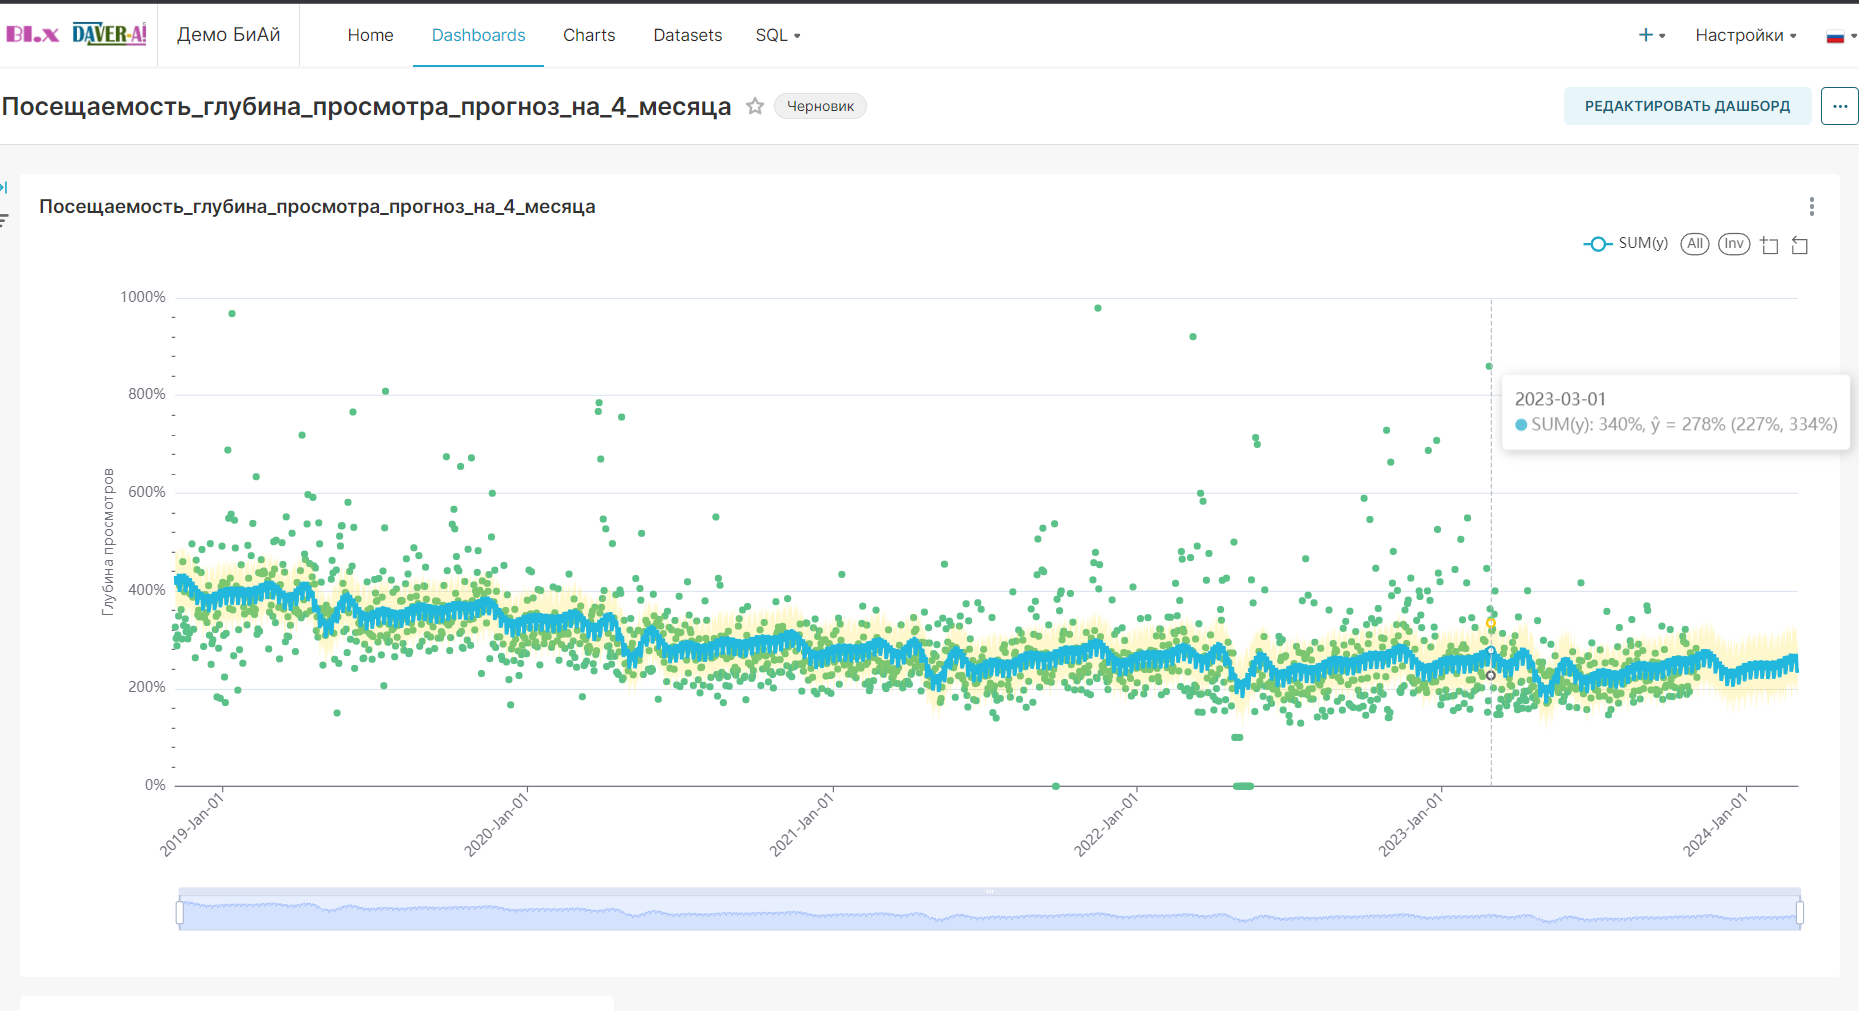 BI.X DAVER-A! Демо БиАй Home Dashboards Charts Datasets SQL + Настройки
Посещаемость_глубина_просмотра_прогноз_на_4_месяца Черновик РЕДАКТИРОВАТЬ ДАШБОРД ...
Посещаемость_глубина_просмотра_прогноз_на_4_месяца
SUM(y) All Inv
1000%
800%
600%
400%
200%
0%
Глубина просмотров
2023-03-01
SUM(y): 340%, ŷ = 278% (227%, 334%)
2019-Jan-01
2020-Jan-01
2021-Jan-01
2022-Jan-01
2023-Jan-01
2024-Jan-01